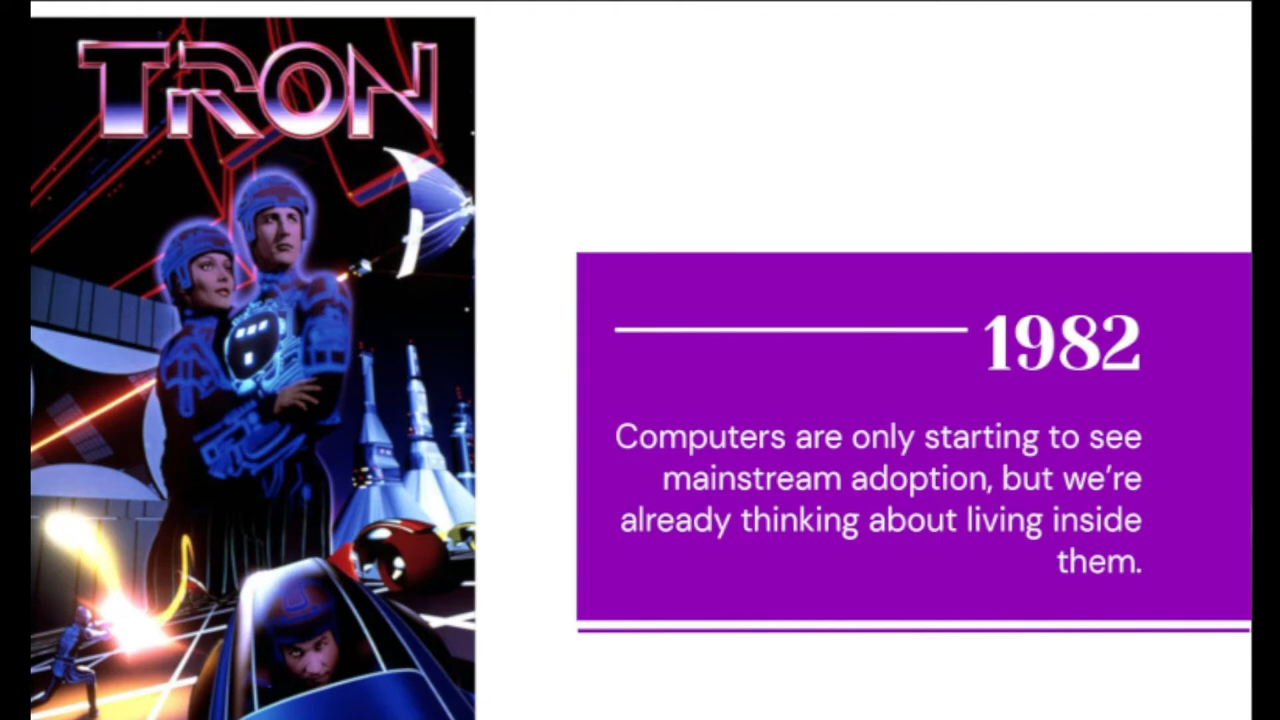 TRON
1982
Computers are only starting to see
mainstream adoption, but we’re
already thinking about living inside
them.